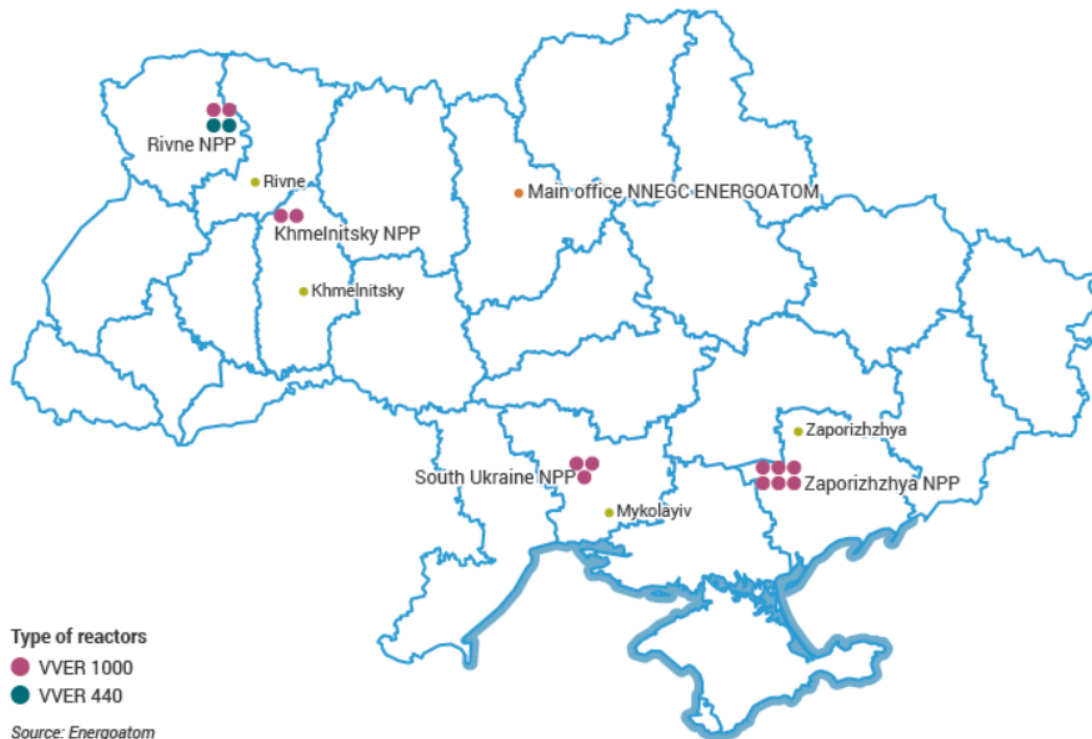 Rivne NPP
Rivne
Main office NNEGC ENERGOATOM
Khmelnitsky NPP
Khmelnitsky
Zaporizhzhya
South Ukraine NPP
Zaporizhzhya NPP
Mykolayiv
Type of reactors
VVER 1000
VVER 440
Source: Energoatom